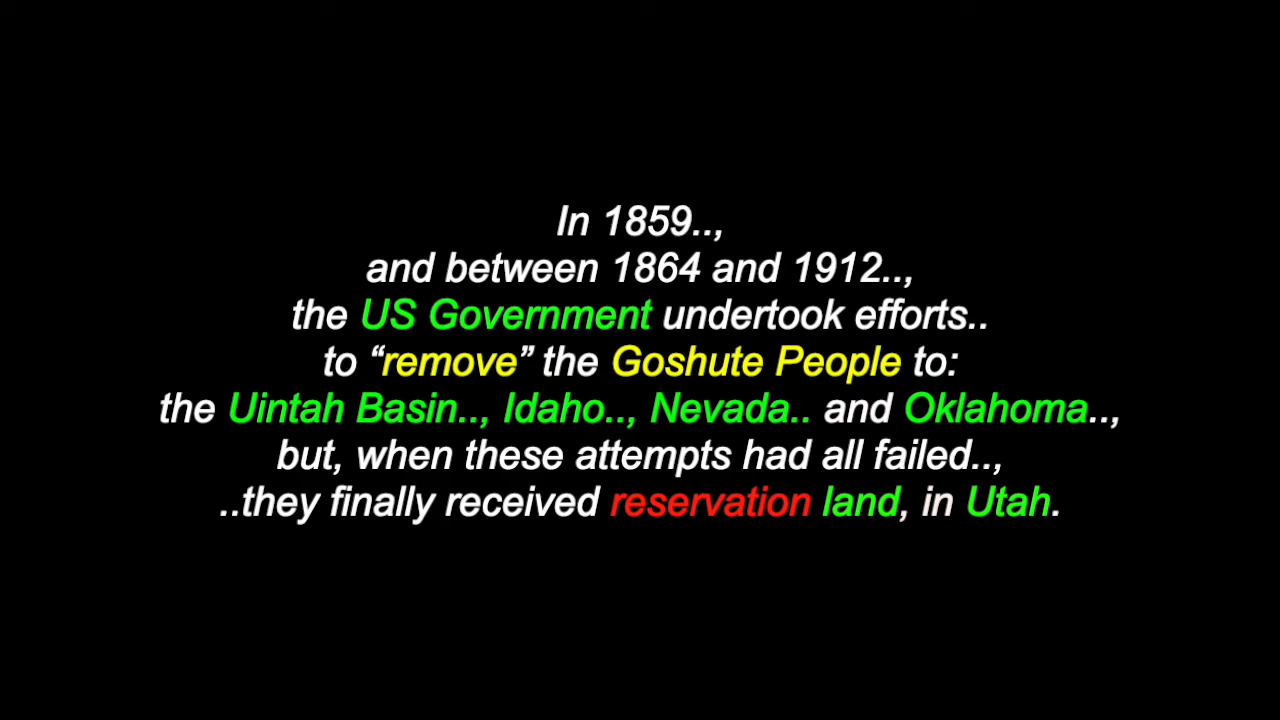 In 1859..,
and between 1864 and 1912..,
the US Government undertook efforts..
to “remove” the Goshute People to:
the Uintah Basin.., Idaho.., Nevada.. and Oklahoma..,
but, when these attempts had all failed..,
..they finally received reservation land, in Utah.